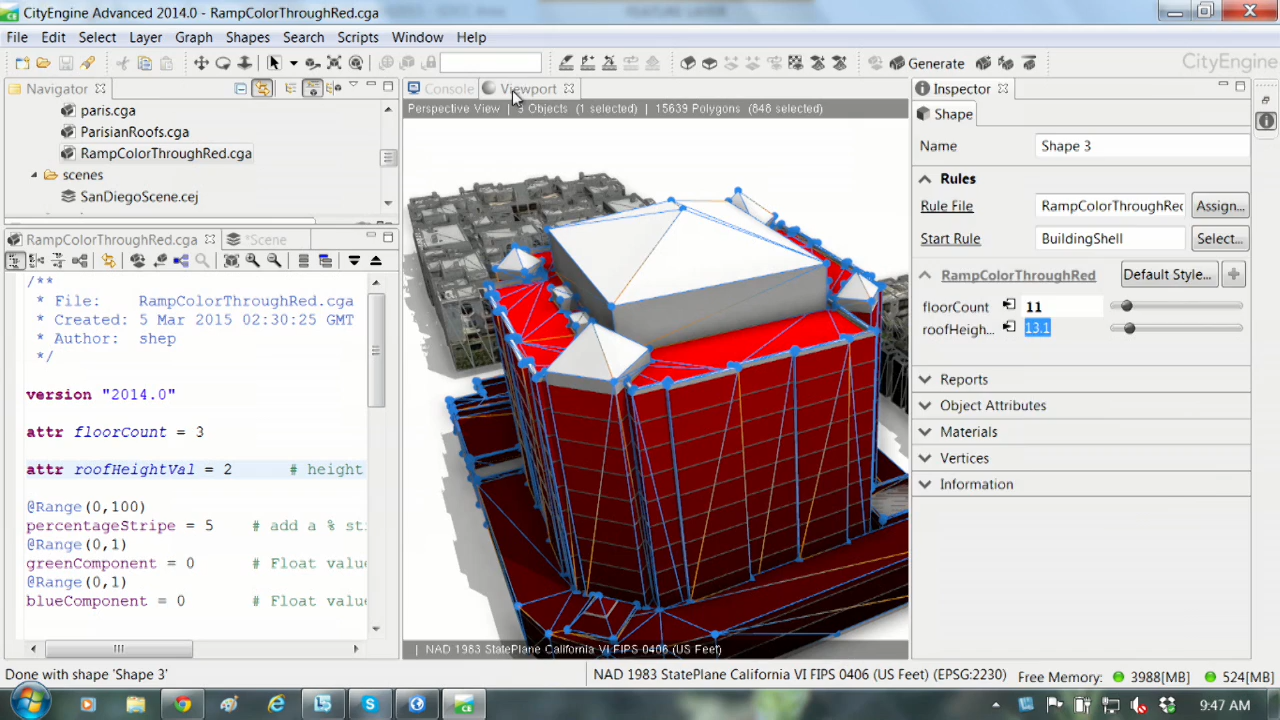 CityEngine Advanced 2014.0 - RampColorThroughRed.cga
File Edit Select Layer Graph Shapes Search Scripts Window Help
Generate
CityEngine
Navigator
paris.cga
ParisianRoofs.cga
RampColorThroughRed.cga
scenes
SanDiegoScene.cej
RampColorThroughRed.cga *Scene
/**
* File: RampColorThroughRed.cga
* Created: 5 Mar 2015 02:30:25 GMT
* Author: shep
*/
version "2014.0"
attr floorCount = 3
attr roofHeightVal = 2 # height
@Range(0,100)
percentageStripe = 5 # add a % st
@Range(0,1)
greenComponent = 0 # Float valu
@Range(0,1)
blueComponent = 0 # Float valu
Console Viewport
Perspective View | 3 Objects (1 selected) | 15639 Polygons (848 selected)
| NAD 1983 StatePlane California VI FIPS 0406 (US Feet)
Inspector
Shape
Name Shape 3
Rules
Rule File RampColorThroughRed Assign...
Start Rule BuildingShell Select...
RampColorThroughRed Default Style...
floorCount 11
roofHeigh... 13.1
Reports
Object Attributes
Materials
Vertices
Information
Done with shape 'Shape 3'
NAD 1983 StatePlane California VI FIPS 0406 (US Feet) (EPSG:2230) Free Memory: 3988[MB] 524[MB]
9:47 AM